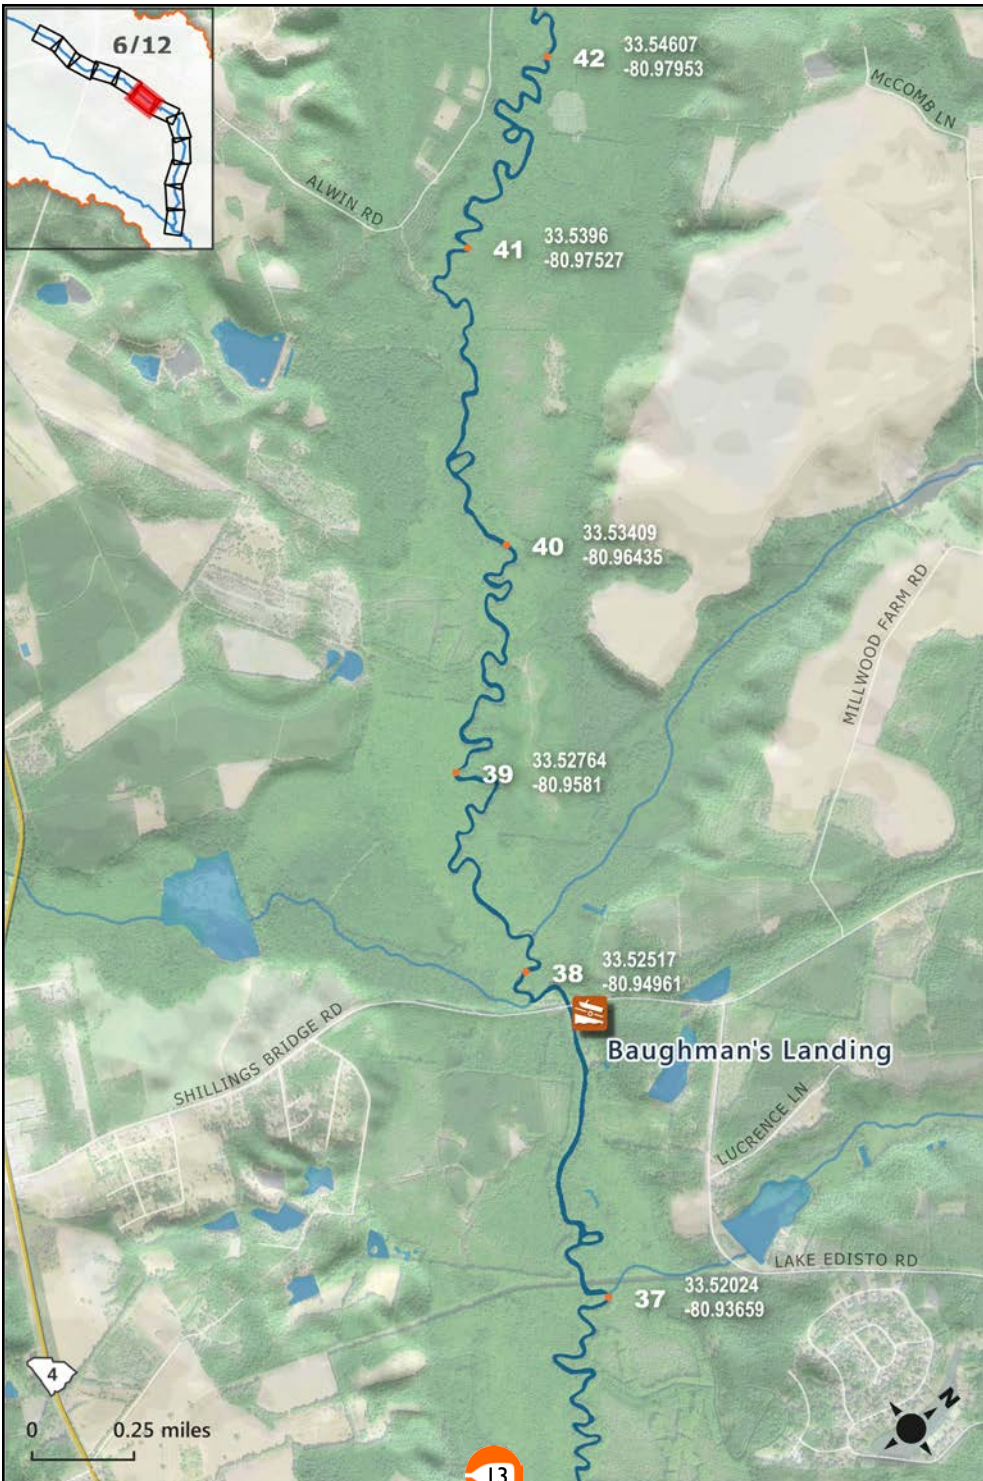 6/12
42
33.54607
-80.97953
McCOMB LN
ALWIN RD
41
33.5396
-80.97527
40
33.53409
-80.96435
MILLWOOD FARM RD
39
33.52764
-80.9581
38
33.52517
-80.94961
Baughman's Landing
SHILLINGS BRIDGE RD
LUCRENCE LN
LAKE EDISTO RD
37
33.52024
-80.93659
4
N
0 0.25 miles
13